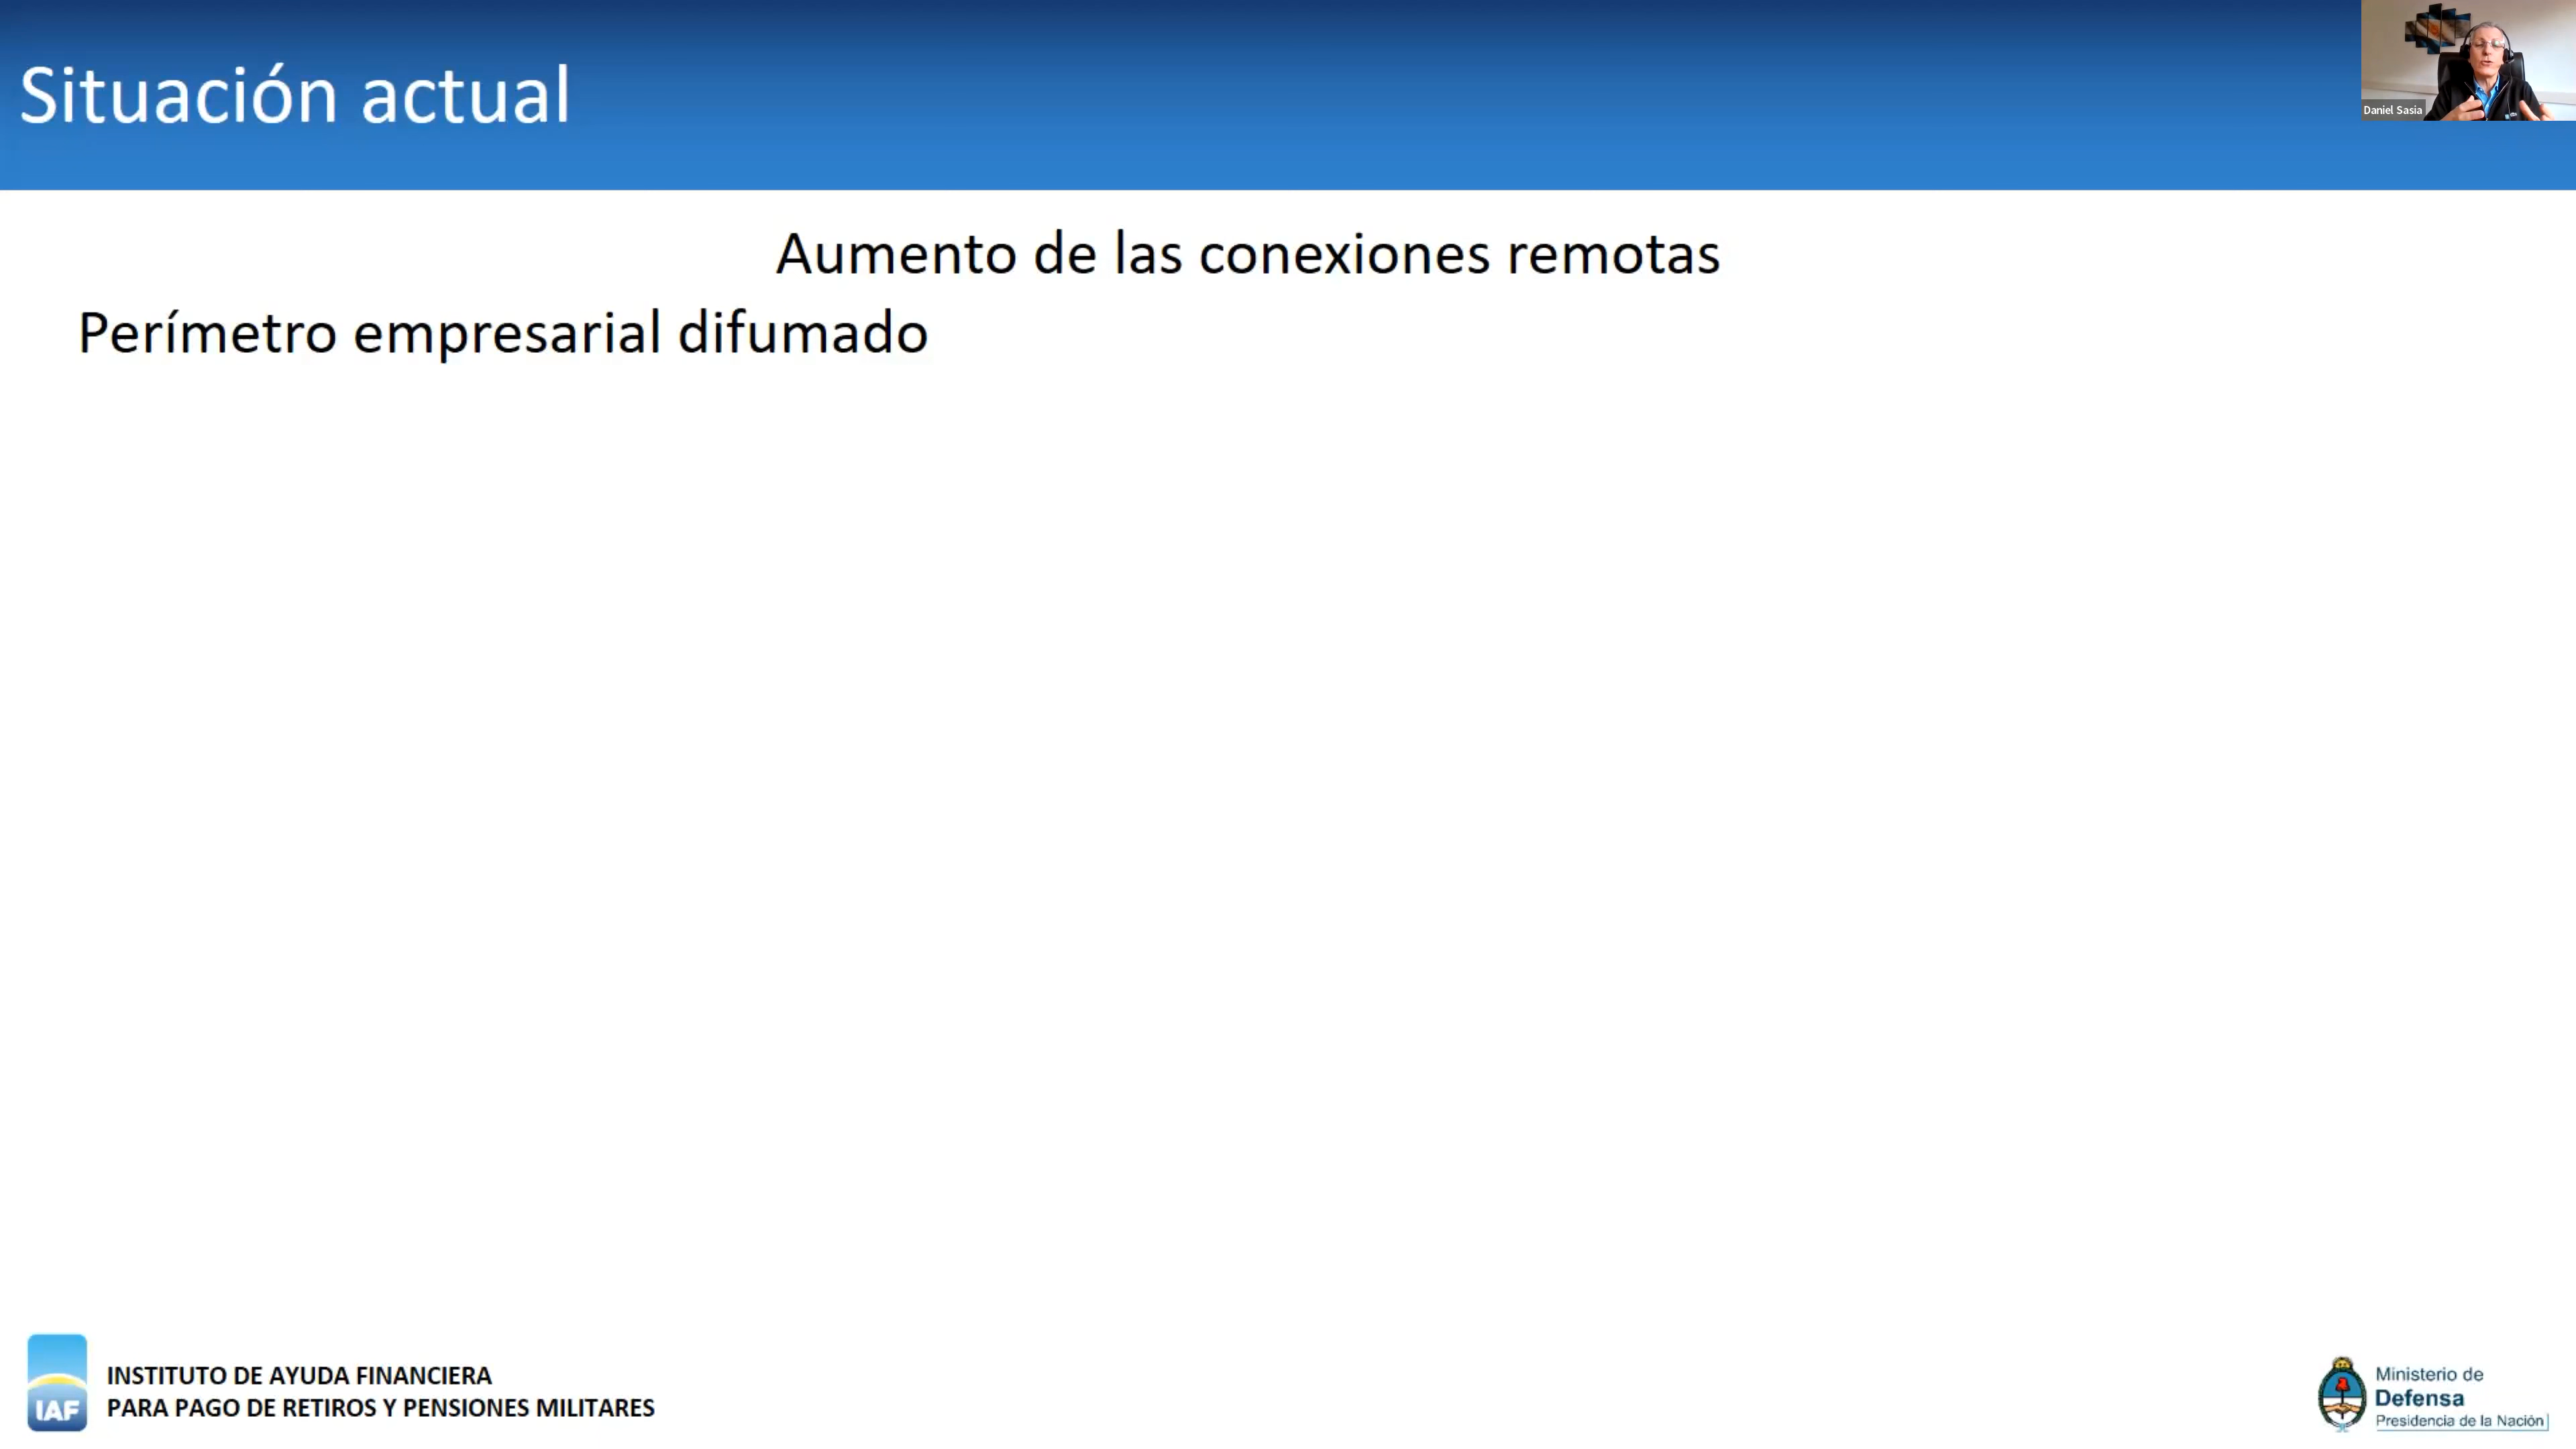 Situación actual
Daniel Sasia
Aumento de las conexiones remotas
Perímetro empresarial difumado
IAF
INSTITUTO DE AYUDA FINANCIERA
PARA PAGO DE RETIROS Y PENSIONES MILITARES
Ministerio de
Defensa
Presidencia de la Nación